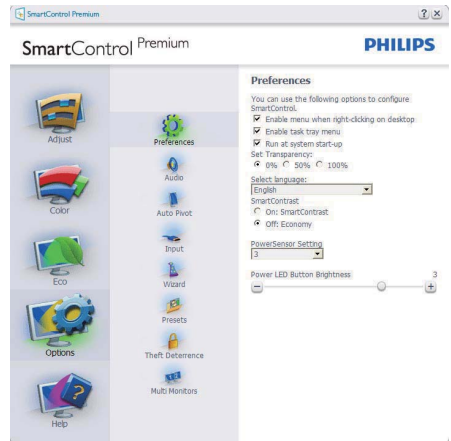 SmartControl Premium
SmartControl Premium
PHILIPS
Adjust
Color
Eco
Options
Help
Preferences
Audio
Auto Pivot
Input
Wizard
Presets
Theft Deterrence
Multi Monitors
Preferences
You can use the following options to configure
SmartControl.
Enable menu when right-clicking on desktop
Enable task tray menu
Run at system start-up
Set Transparency:
0% 50% 100%
Select language:
English
SmartContrast
On: SmartContrast
Off: Economy
PowerSensor Setting
3
Power LED Button Brightness 3